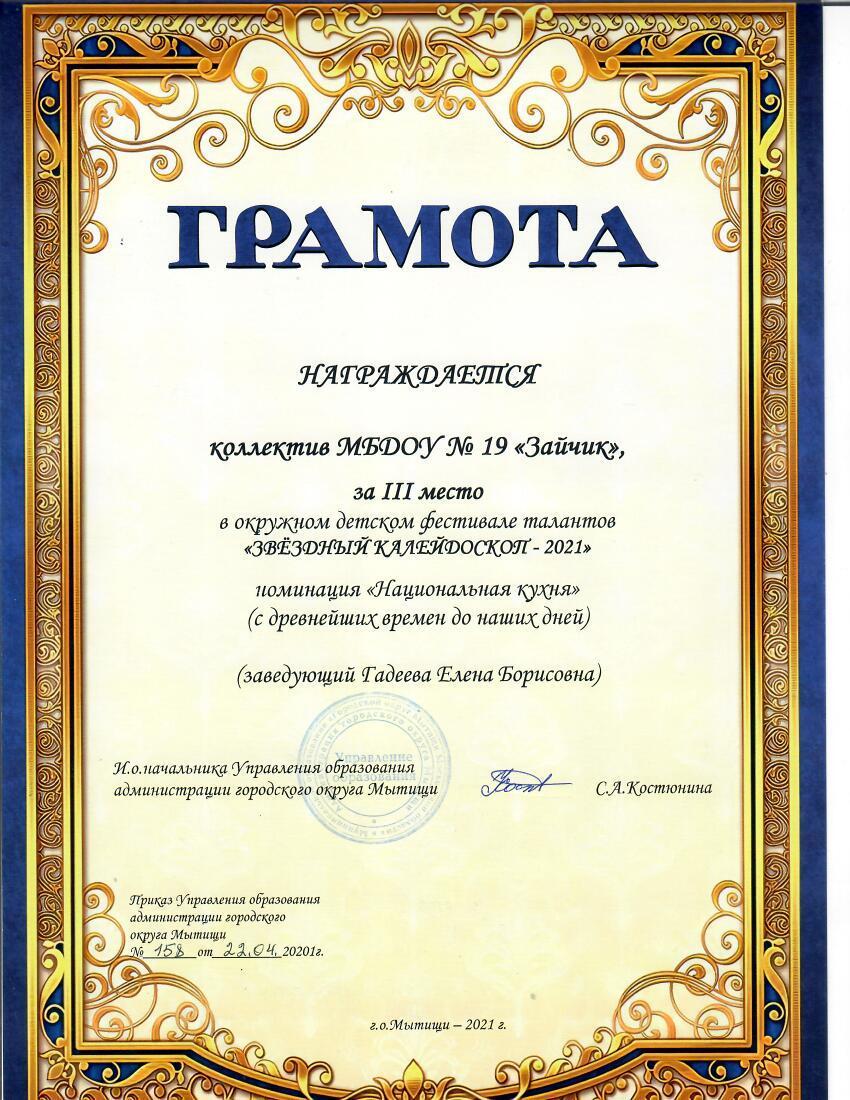 ГРАМОТА
НАГРАЖДАЕТСЯ
коллектив МБДОУ № 19 «Зайчик»,
за III место
в окружном детском фестивале талантов
«ЗВЁЗДНЫЙ КАЛЕЙДОСКОП - 2021»
номинация «Национальная кухня»
(с древнейших времен до наших дней)
(заведующий Гадеева Елена Борисовна)
Управление
образования
И.о.начальника Управления образования
администрации городского округа Мытищи С.А.Костюнина
Приказ Управления образования
администрации городского
округа Мытищи
№ 158 от 22.04. 20201г.
г.о.Мытищи – 2021 г.